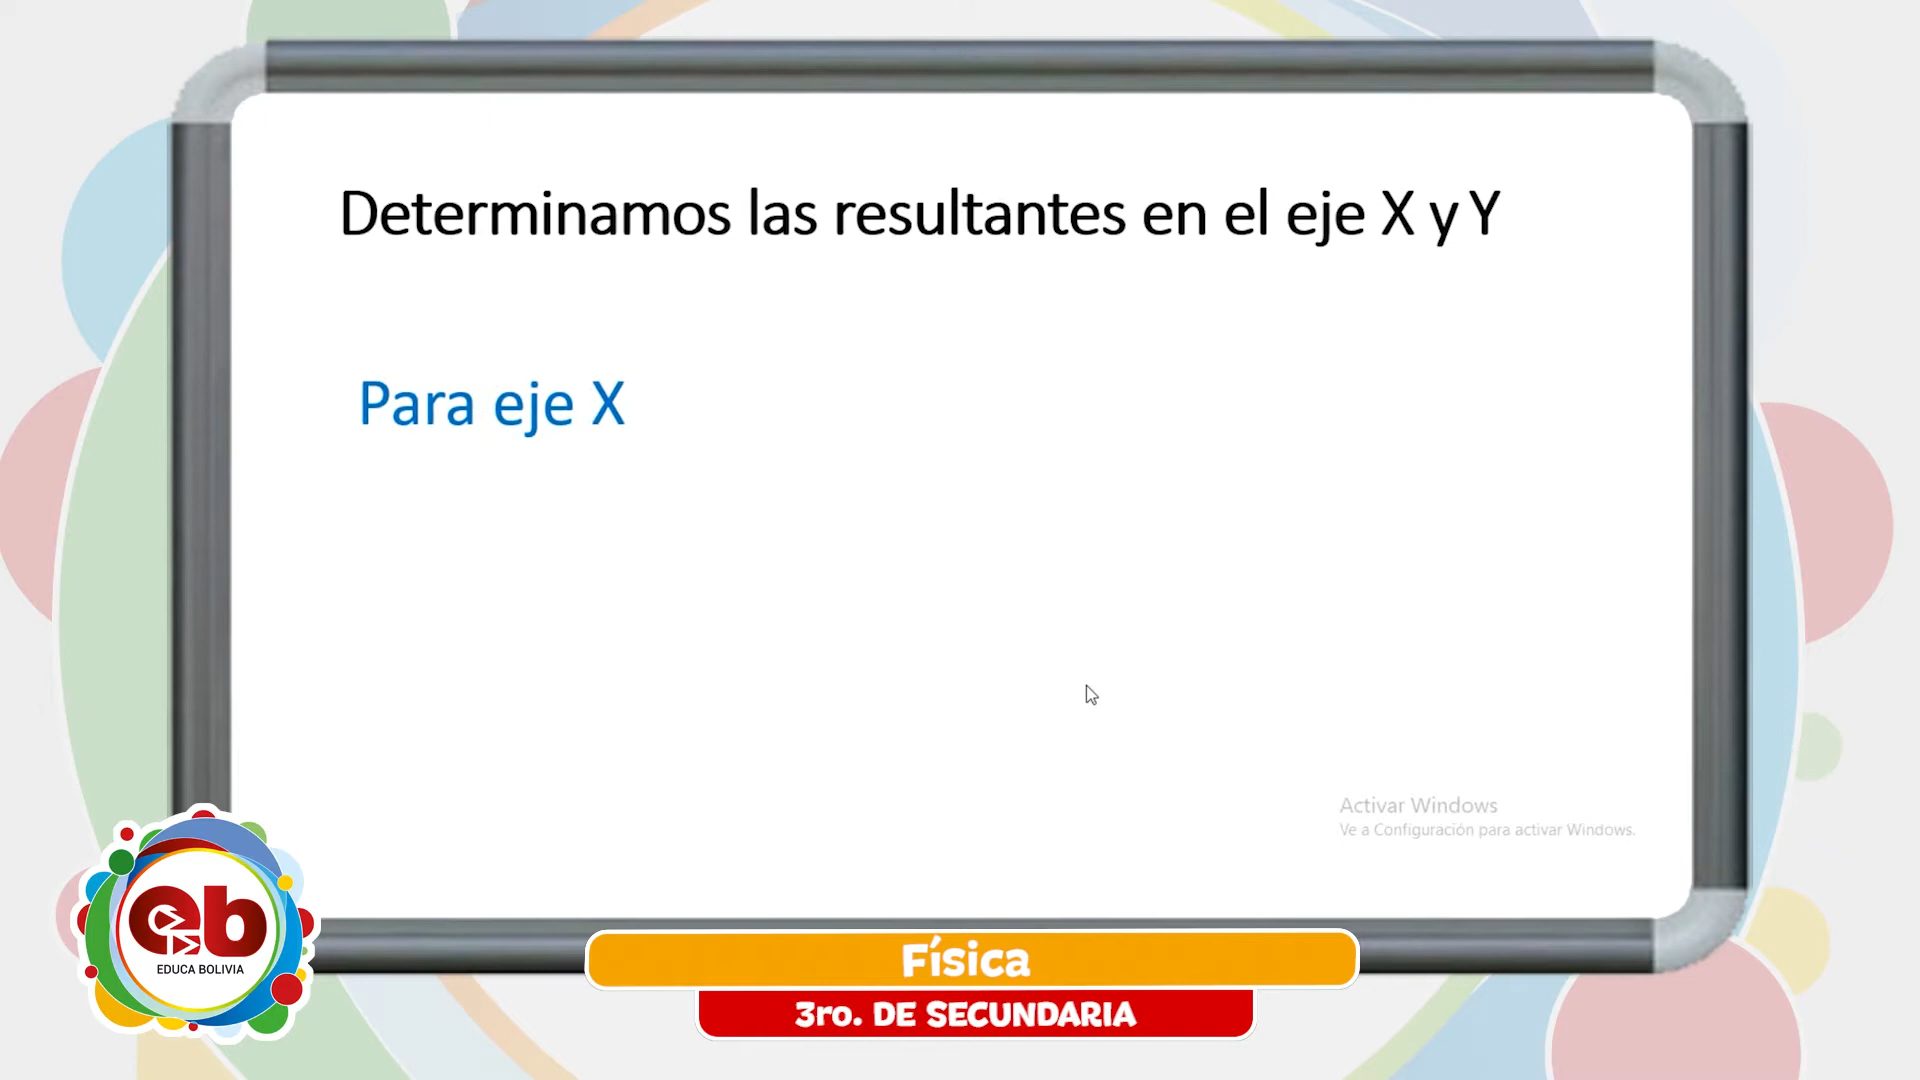 Determinamos las resultantes en el eje X y Y
Para eje X
Activar Windows
Ve a Configuración para activar Windows.
eb
EDUCA BOLIVIA
Física
3ro. DE SECUNDARIA